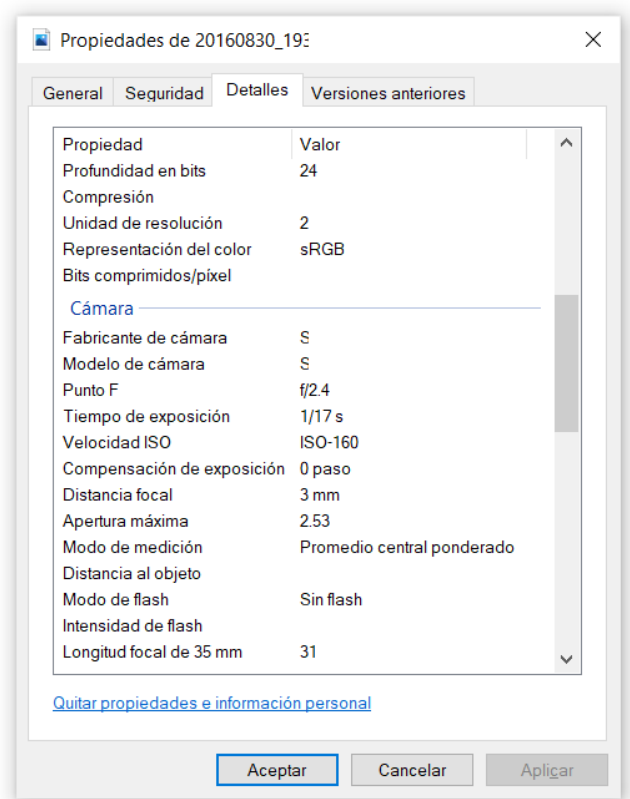 Propiedades de 20160830_193
General Seguridad Detalles Versiones anteriores
Propiedad Valor
Profundidad en bits 24
Compresión
Unidad de resolución 2
Representación del color sRGB
Bits comprimidos/píxel
Cámara
Fabricante de cámara S
Modelo de cámara S
Punto F f/2.4
Tiempo de exposición 1/17 s
Velocidad ISO ISO-160
Compensación de exposición 0 paso
Distancia focal 3 mm
Apertura máxima 2.53
Modo de medición Promedio central ponderado
Distancia al objeto
Modo de flash Sin flash
Intensidad de flash
Longitud focal de 35 mm 31
Quitar propiedades e información personal
Aceptar Cancelar Aplicar